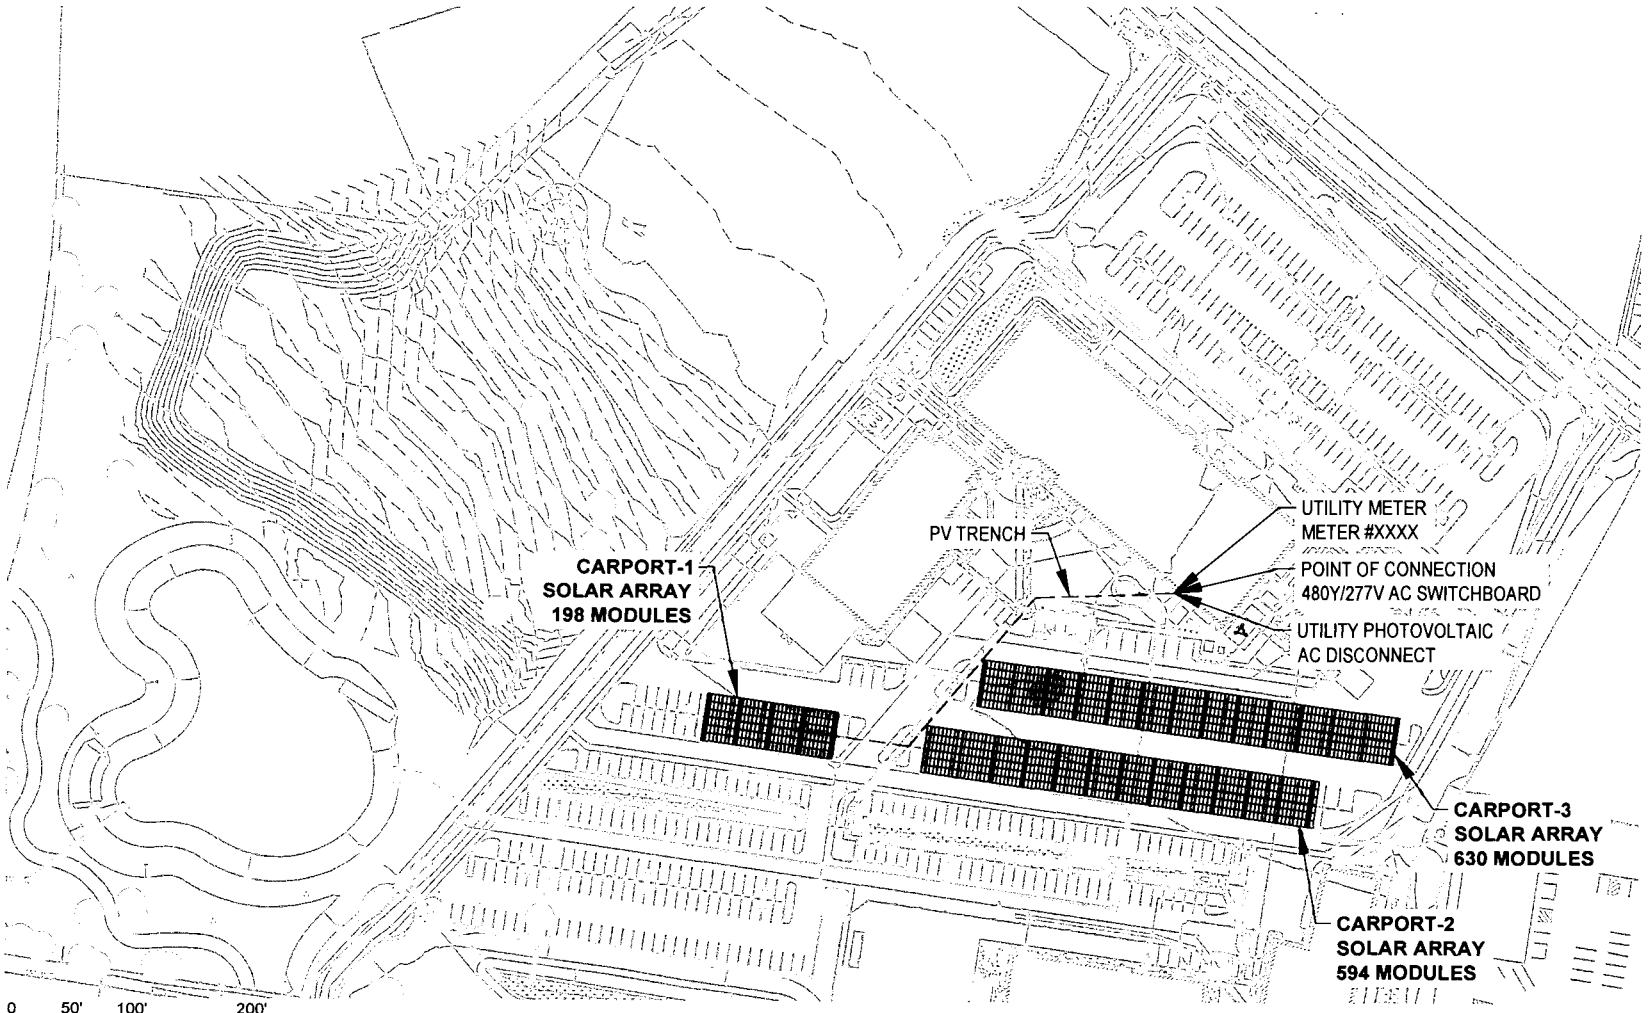 UTILITY METER
METER #XXXX
PV TRENCH
POINT OF CONNECTION
480Y/277V AC SWITCHBOARD
UTILITY PHOTOVOLTAIC
AC DISCONNECT
CARPORT-1
SOLAR ARRAY
198 MODULES
CARPORT-3
SOLAR ARRAY
630 MODULES
CARPORT-2
SOLAR ARRAY
594 MODULES
0 50' 100' 200'